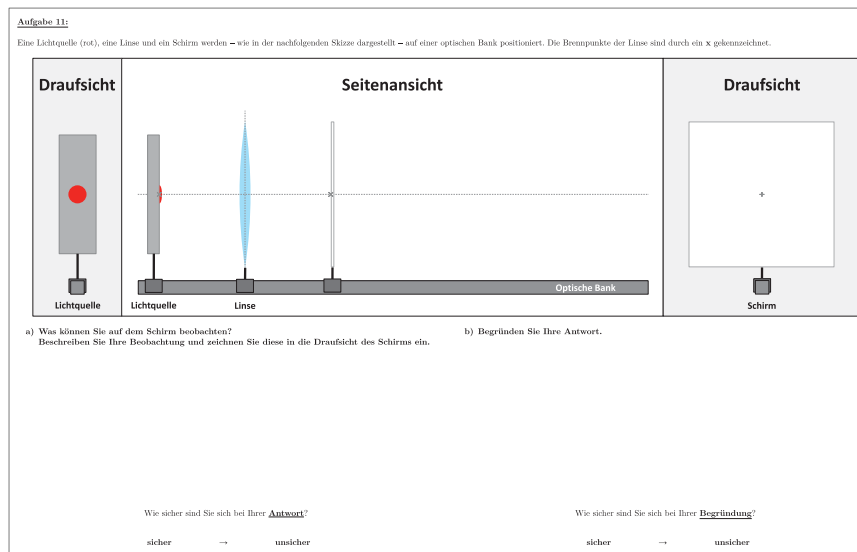 Aufgabe 11:
Eine Lichtquelle (rot), eine Linse und ein Schirm werden – wie in der nachfolgenden Skizze dargestellt – auf einer optischen Bank positioniert. Die Brennpunkte der Linse sind durch ein x gekennzeichnet.
Draufsicht
Seitenansicht
Draufsicht
Optische Bank
Lichtquelle
Lichtquelle
Linse
Schirm
a) Was können Sie auf dem Schirm beobachten?
Beschreiben Sie Ihre Beobachtung und zeichnen Sie diese in die Draufsicht des Schirms ein.
b) Begründen Sie Ihre Antwort.
Wie sicher sind Sie sich bei Ihrer Antwort?
sicher → unsicher
Wie sicher sind Sie sich bei Ihrer Begründung?
sicher → unsicher